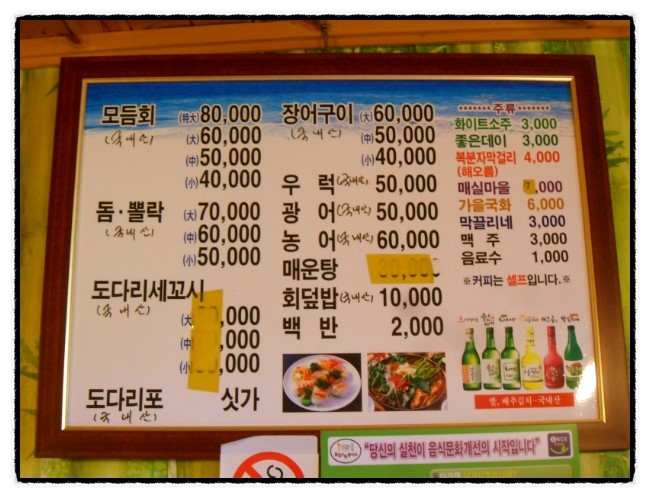 모듬회 (特大) 80,000
(국내산) (大) 60,000
(中) 50,000
(小) 40,000
돔·뽈락 (大) 70,000
(국내산) (中) 60,000
(小) 50,000
도다리세꼬시
(국내산)
(大 ,000
(中) ,000
(小) ,000
도다리포 싯가
(국내산)
장어구이 (大) 60,000
(국내산) (中) 50,000
(小) 40,000
우 럭 (국내산) 50,000
광 어 (국내산) 50,000
농 어 (국내산) 60,000
매운탕 30,000
회덮밥 (국내산) 10,000
백 반 2,000
주류
화이트소주 3,000
좋은데이 3,000
복분자막걸리 4,000
(해오름)
매실마을 ,000
가을국화 6,000
막끌리네 3,000
맥 주 3,000
음료수 1,000
※커피는 셀프입니다.※
쌀, 배추김치-국내산
"당신의 실천이 음식문화개선의 시작입니다"